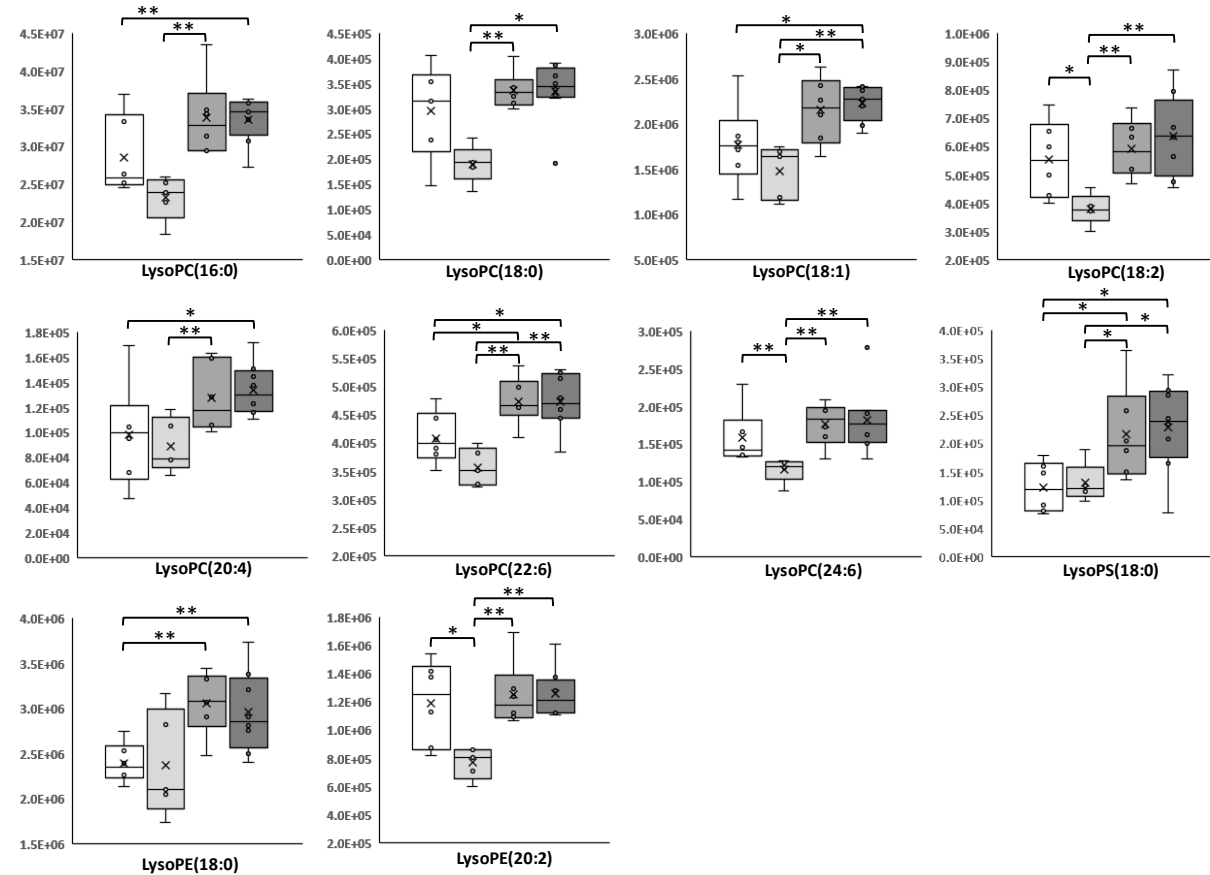 **
**
4.5E+07
4.0E+07
3.5E+07
3.0E+07
2.5E+07
2.0E+07
1.5E+07
LysoPC(16:0)
*
**
4.5E+05
4.0E+05
3.5E+05
3.0E+05
2.5E+05
2.0E+05
1.5E+05
1.0E+05
5.0E+04
0.0E+00
LysoPC(18:0)
*
**
*
3.0E+06
2.5E+06
2.0E+06
1.5E+06
1.0E+06
5.0E+05
LysoPC(18:1)
**
**
*
1.0E+06
9.0E+05
8.0E+05
7.0E+05
6.0E+05
5.0E+05
4.0E+05
3.0E+05
2.0E+05
LysoPC(18:2)
*
**
1.8E+05
1.6E+05
1.4E+05
1.2E+05
1.0E+05
8.0E+04
6.0E+04
4.0E+04
2.0E+04
0.0E+00
LysoPC(20:4)
*
*
**
**
6.0E+05
5.5E+05
5.0E+05
4.5E+05
4.0E+05
3.5E+05
3.0E+05
2.5E+05
2.0E+05
LysoPC(22:6)
**
**
**
3.0E+05
2.5E+05
2.0E+05
1.5E+05
1.0E+05
5.0E+04
0.0E+00
LysoPC(24:6)
*
*
*
*
4.0E+05
3.5E+05
3.0E+05
2.5E+05
2.0E+05
1.5E+05
1.0E+05
5.0E+04
0.0E+00
LysoPS(18:0)
**
**
4.0E+06
3.5E+06
3.0E+06
2.5E+06
2.0E+06
1.5E+06
LysoPE(18:0)
**
**
*
1.8E+06
1.6E+06
1.4E+06
1.2E+06
1.0E+06
8.0E+05
6.0E+05
4.0E+05
2.0E+05
LysoPE(20:2)